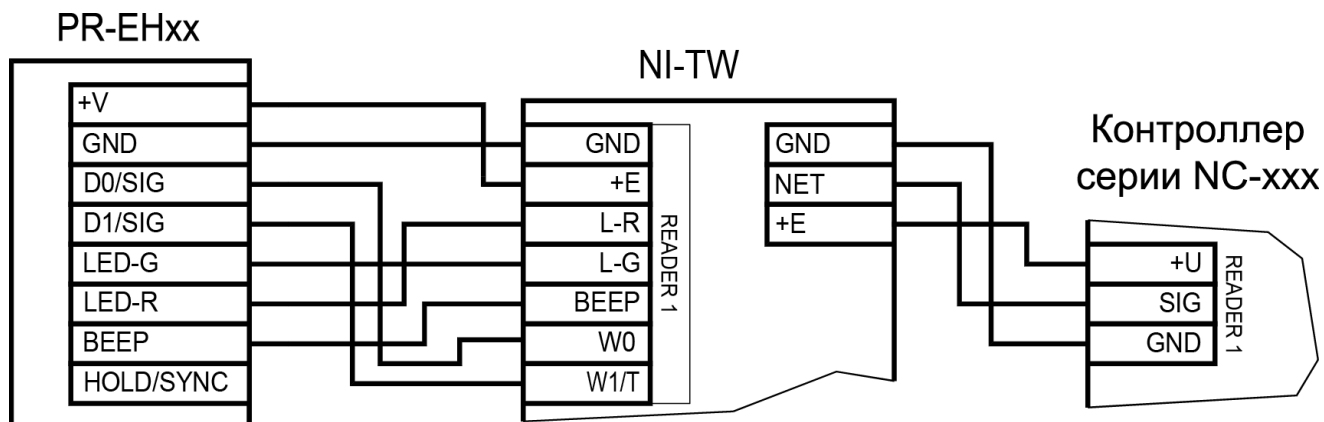 PR-EHxx
+V
GND
D0/SIG
D1/SIG
LED-G
LED-R
BEEP
HOLD/SYNC
NI-TW
GND
+E
L-R
L-G
BEEP
W0
W1/T
READER 1
GND
NET
+E
Контроллер
серии NC-xxx
+U
SIG
GND
READER 1